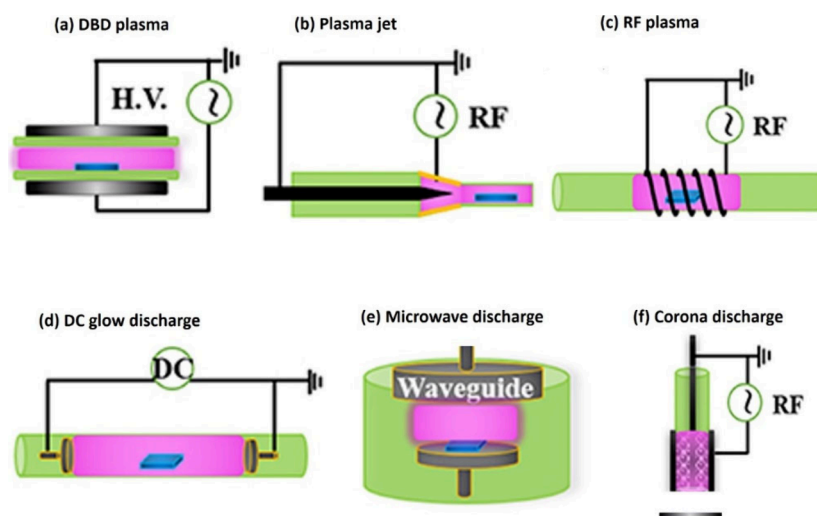 (a) DBD plasma
(b) Plasma jet
(c) RF plasma
H.V.
RF
RF
(d) DC glow discharge
(e) Microwave discharge
(f) Corona discharge
DC
Waveguide
RF